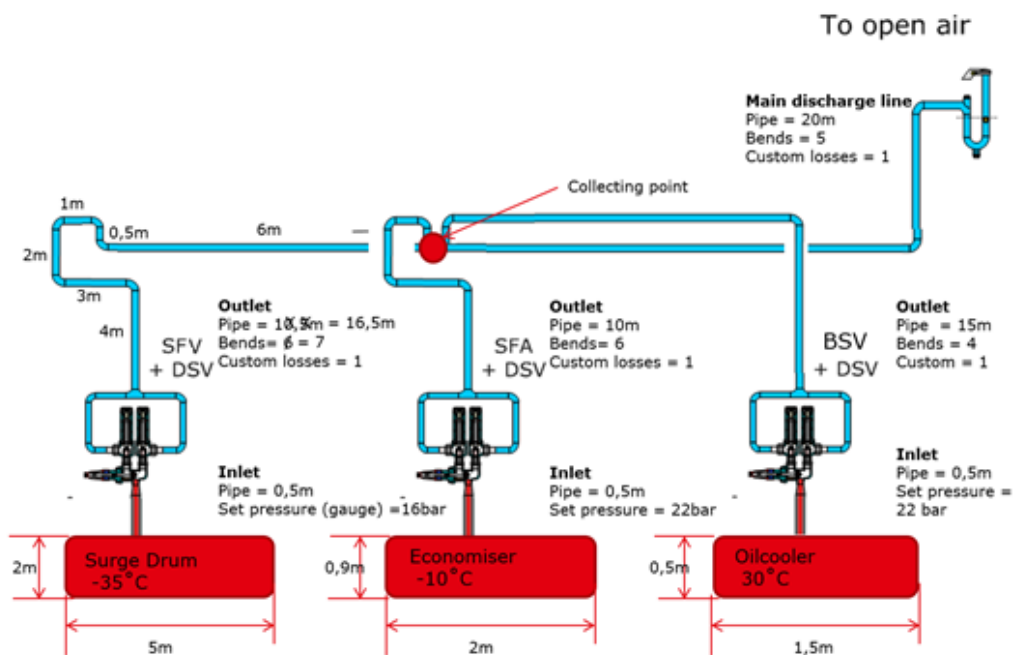 To open air
Main discharge line
Pipe = 20m
Bends = 5
Custom losses = 1
Collecting point
1m
0,5m
6m
2m
3m
4m
Outlet
= 16,5m
Bends= = 7
Custom losses = 1
SFV
+ DSV
Outlet
Pipe = 10m
Bends= 6
Custom losses = 1
SFA
+ DSV
Outlet
Pipe = 15m
Bends = 4
Custom = 1
BSV
+ DSV
Inlet
Pipe = 0,5m
Set pressure (gauge) =16bar
Inlet
Pipe = 0,5m
Set pressure = 22bar
Inlet
Pipe = 0,5m
Set pressure =
22 bar
2m
Surge Drum
-35°C
0,9m
Economiser
-10°C
0,5m
Oilcooler
30°C
5m
2m
1,5m